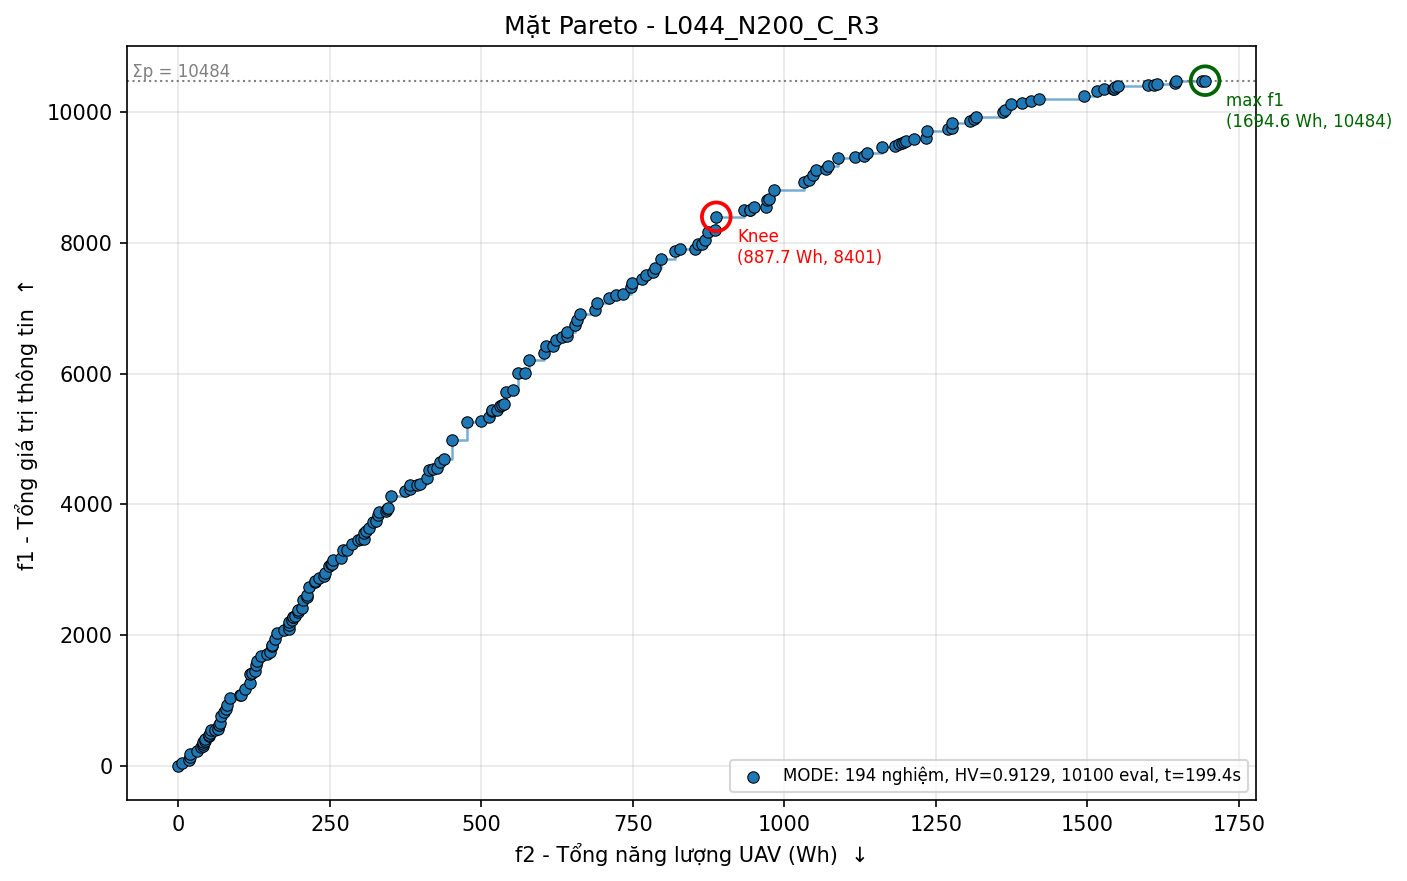 Mặt Pareto - L044_N200_C_R3
Σp = 10484
max f1
(1694.6 Wh, 10484)
Knee
(887.7 Wh, 8401)
10000
8000
6000
4000
2000
0
f1 - Tổng giá trị thông tin ↑
MODE: 194 nghiệm, HV=0.9129, 10100 eval, t=199.4s
0 250 500 750 1000 1250 1500 1750
f2 - Tổng năng lượng UAV (Wh) ↓